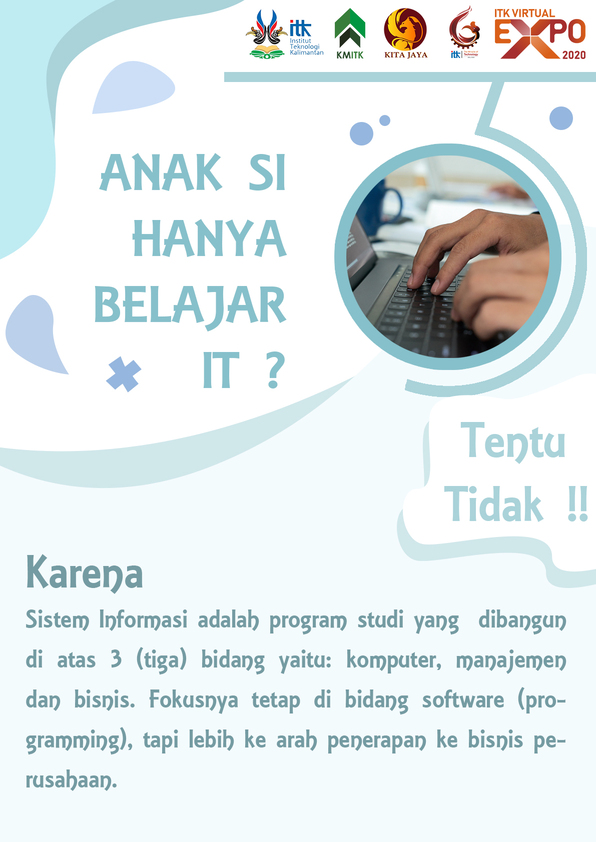 itk
Institut
Teknologi
Kalimantan
KMITK
KITA JAYA
itk
ITK VIRTUAL
EXPO
2020
ANAK SI
HANYA
BELAJAR
IT ?
Tentu
Tidak !!
Karena
Sistem Informasi adalah program studi yang dibangun
di atas 3 (tiga) bidang yaitu: komputer, manajemen
dan bisnis. Fokusnya tetap di bidang software (pro-
gramming), tapi lebih ke arah penerapan ke bisnis pe-
rusahaan.